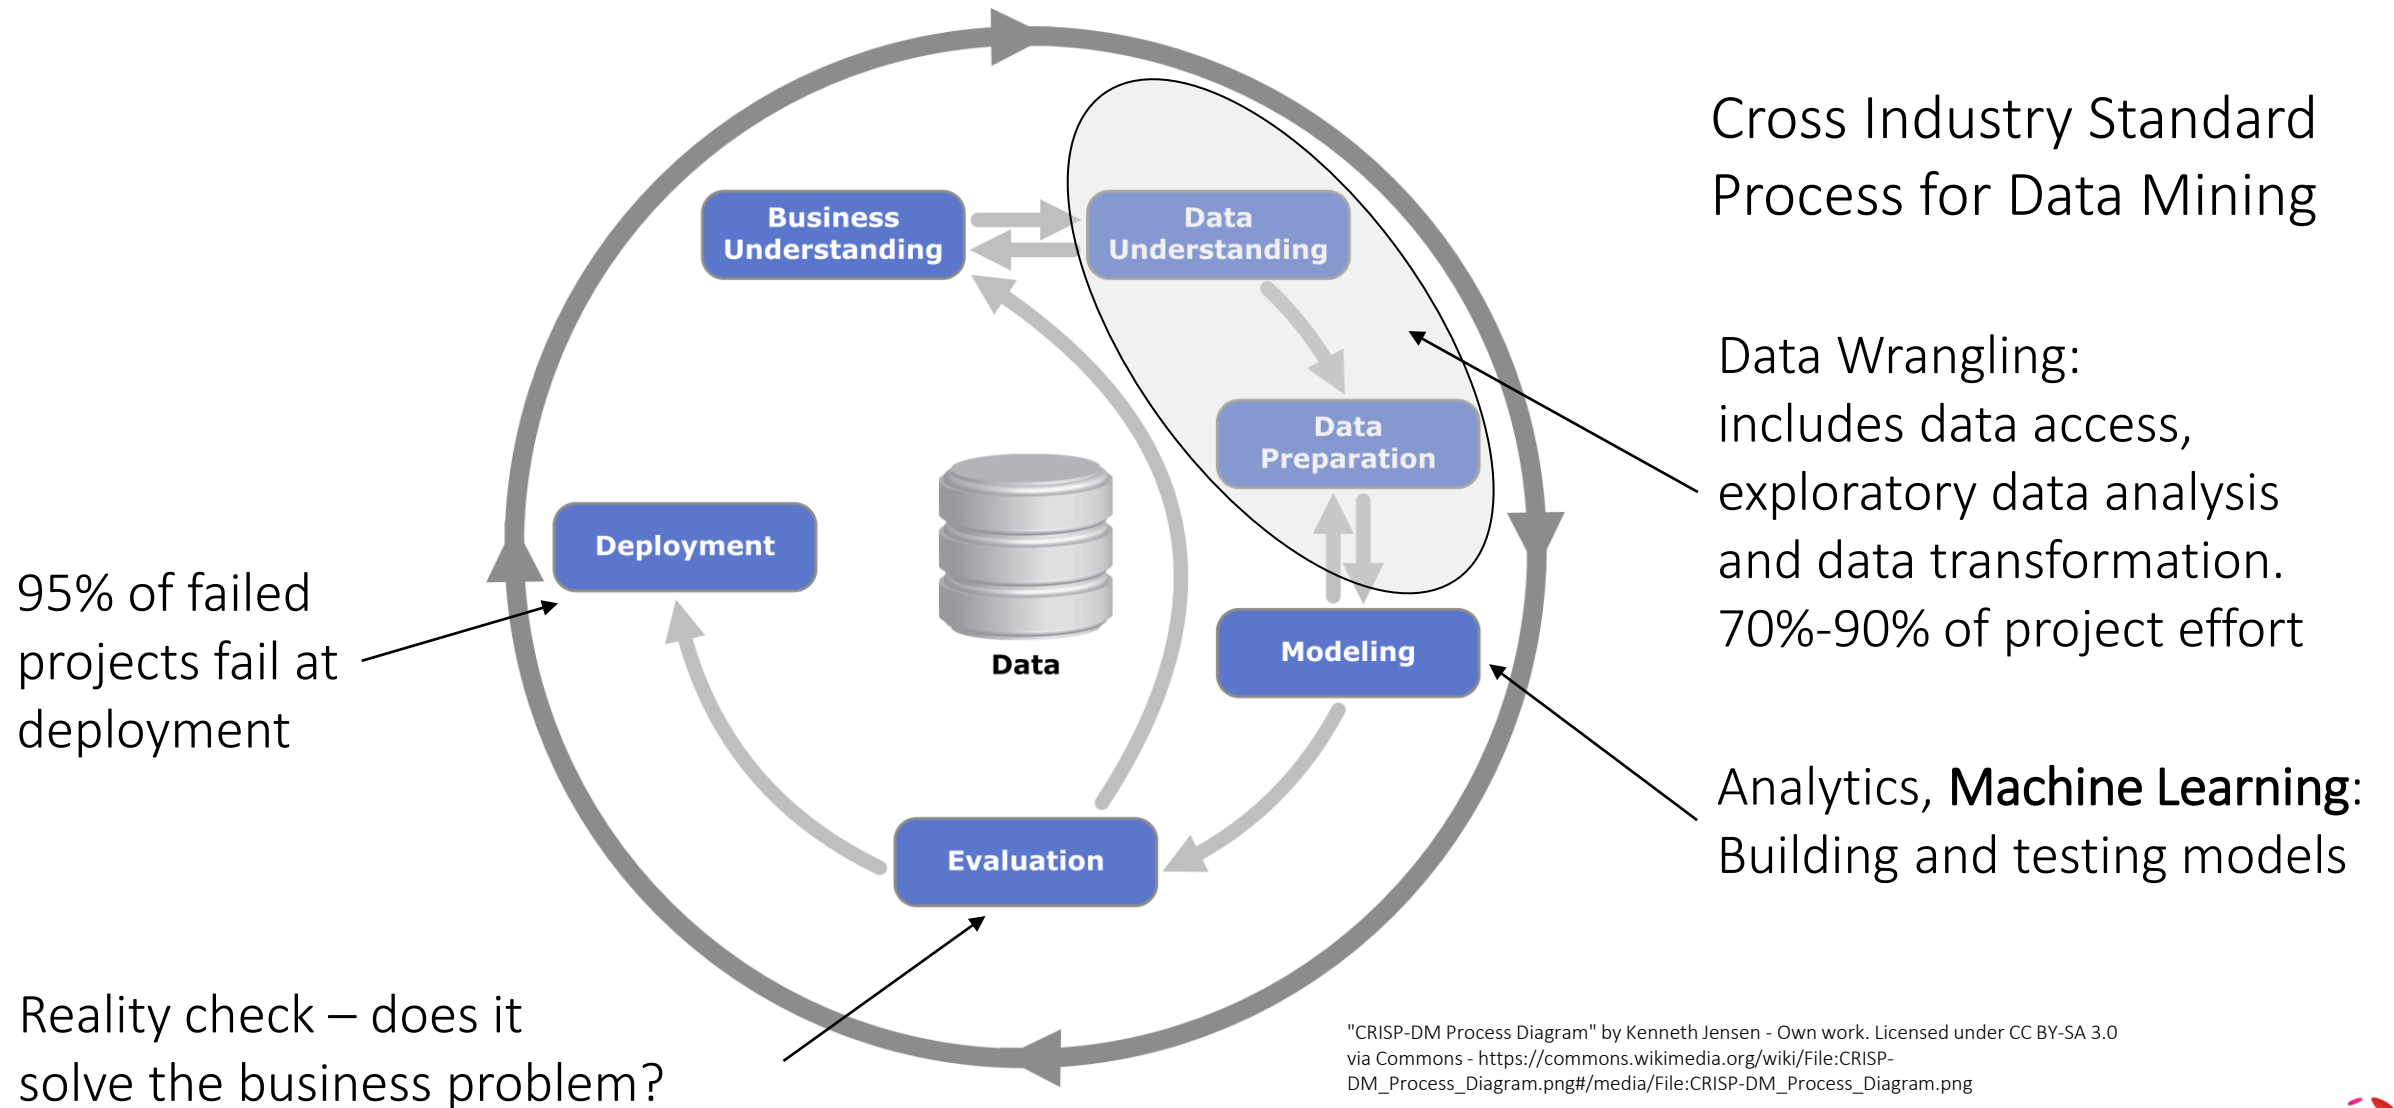 Cross Industry Standard
Process for Data Mining
Business
Understanding
Data
Understanding
Data Wrangling:
includes data access,
exploratory data analysis
and data transformation.
70%-90% of project effort
Data
Preparation
Deployment
95% of failed
projects fail at
deployment
Data
Modeling
Analytics, Machine Learning:
Building and testing models
Evaluation
Reality check – does it
solve the business problem?
"CRISP-DM Process Diagram" by Kenneth Jensen - Own work. Licensed under CC BY-SA 3.0
via Commons - https://commons.wikimedia.org/wiki/File:CRISP-
DM_Process_Diagram.png#/media/File:CRISP-DM_Process_Diagram.png